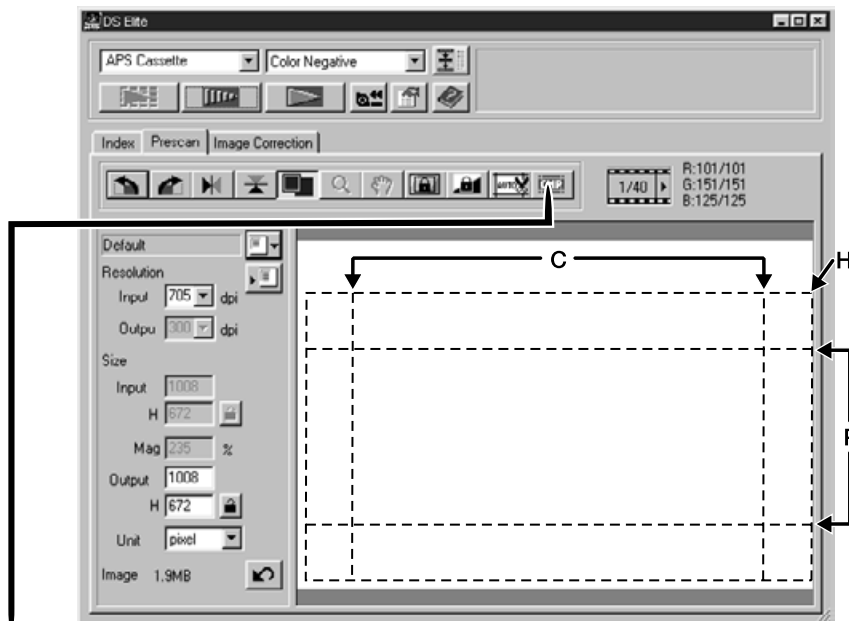 DS Elite
APS Cassette
Color Negative
Index
Prescan
Image Correction
AUTO
1/40
R:101/101
G:151/151
B:125/125
Default
Resolution
Input 705 dpi
Outpu 300 dpi
Size
Input 1008
H 672
Mag 235 %
Output 1008
H 672
Unit pixel
Image 1.9MB
C
H